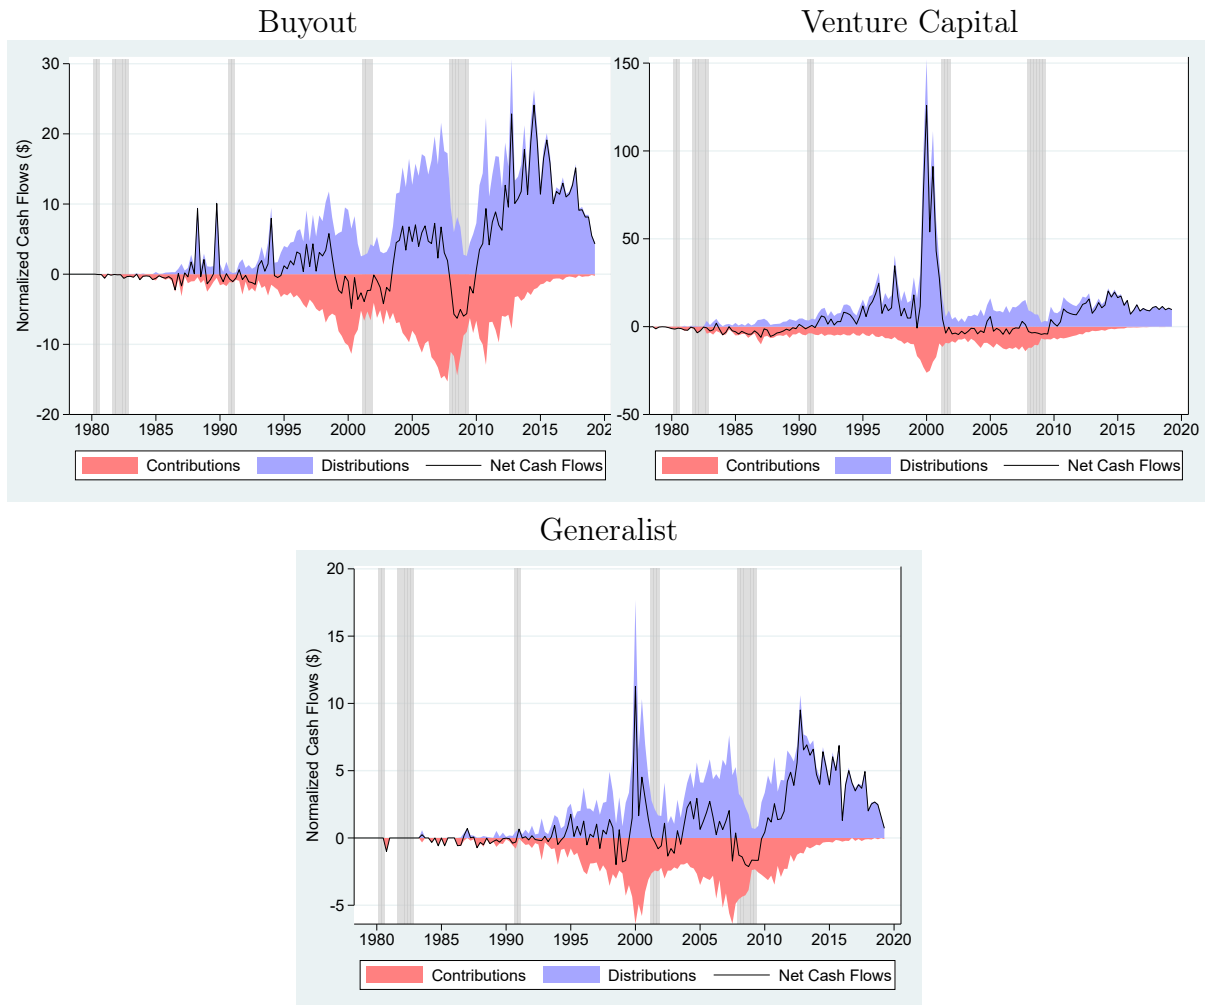 Buyout
Venture Capital
Normalized Cash Flows ($)
30
20
10
0
-10
-20
1980 1985 1990 1995 2000 2005 2010 2015 202
Contributions Distributions Net Cash Flows
150
100
50
0
-50
1980 1985 1990 1995 2000 2005 2010 2015 2020
Contributions Distributions Net Cash Flows
Generalist
Normalized Cash Flows ($)
20
15
10
5
0
-5
1980 1985 1990 1995 2000 2005 2010 2015 2020
Contributions Distributions Net Cash Flows